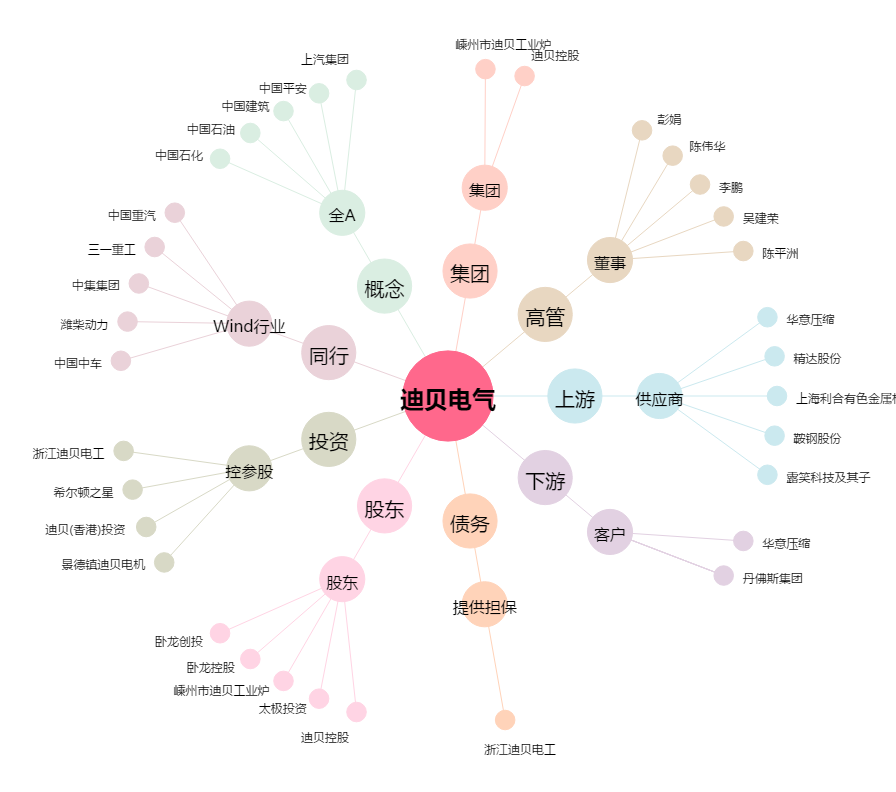 嵊州市迪贝工业炉
迪贝控股
集团
集团
彭娟
陈伟华
李鹏
吴建荣
陈平洲
董事
高管
华意压缩
精达股份
上海利合有色金属材
鞍钢股份
露笑科技及其子
供应商
上游
华意压缩
丹佛斯集团
客户
下游
浙江迪贝电工
提供担保
债务
迪贝控股
太极投资
嵊州市迪贝工业炉
卧龙控股
卧龙创投
股东
股东
景德镇迪贝电机
迪贝(香港)投资
希尔顿之星
浙江迪贝电工
控参股
投资
中国中车
潍柴动力
中集集团
三一重工
中国重汽
Wind行业
同行
中国石化
中国石油
中国建筑
中国平安
上汽集团
全A
概念
迪贝电气